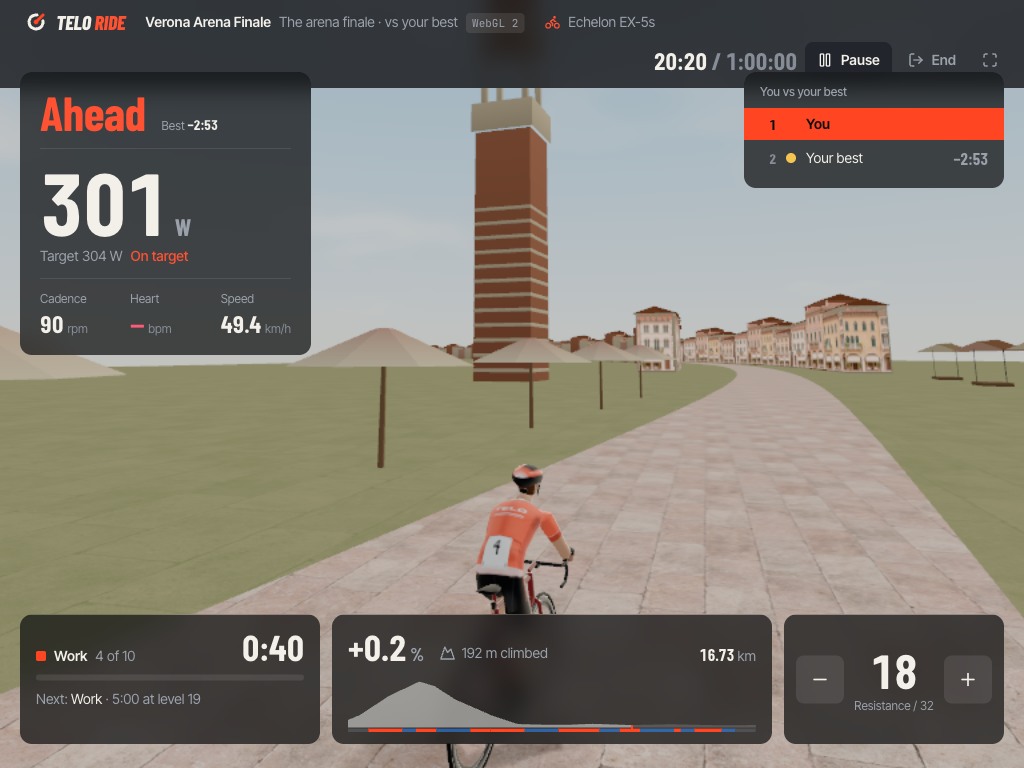 TELO RIDE Verona Arena Finale The arena finale · vs your best WebGL 2 Echelon EX-5s
20:20 / 1:00:00 Pause End
Ahead Best −2:53
301 W
Target 304 W On target
Cadence Heart Speed
90 rpm – bpm 49.4 km/h
You vs your best
1 You
2 Your best −2:53
TELO
4
Work 4 of 10 0:40
Next: Work · 5:00 at level 19
+0.2 % 192 m climbed 16.73 km
− 18 +
Resistance / 32